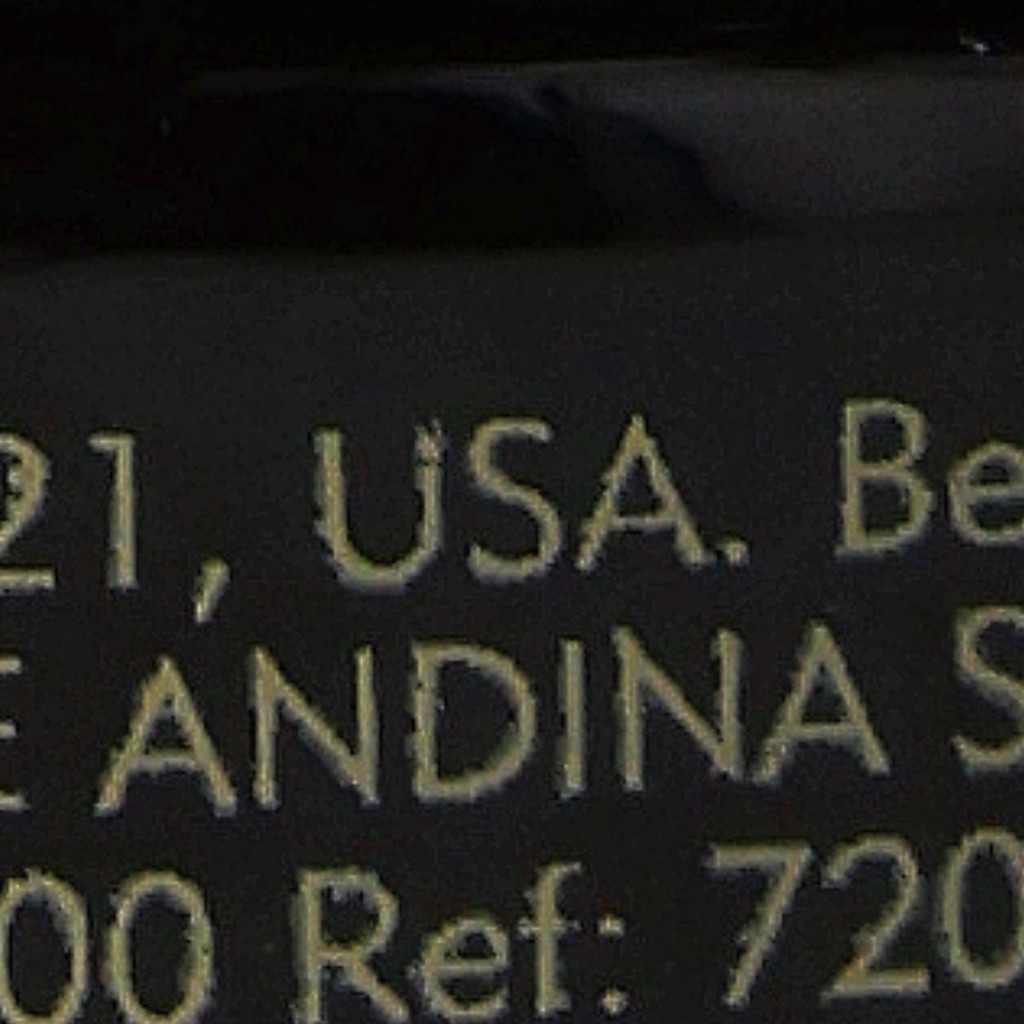 21, USA. Be
E ANDINA S
00 Ref: 720